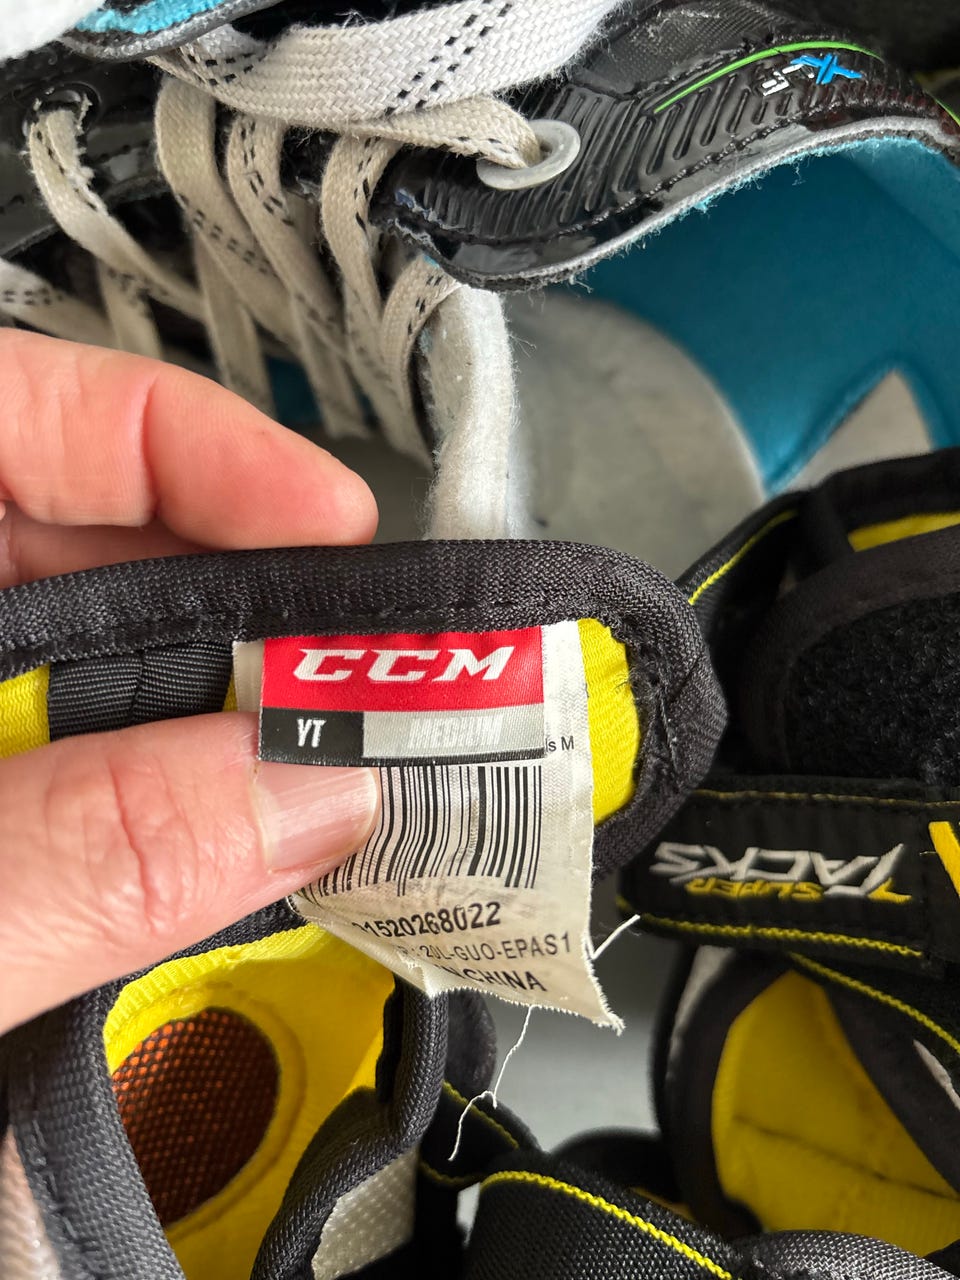 CCM
YT MEDIUM
s M
1520268022
20L-GUO-EPAS1
CHINA
SUPER
TACKS